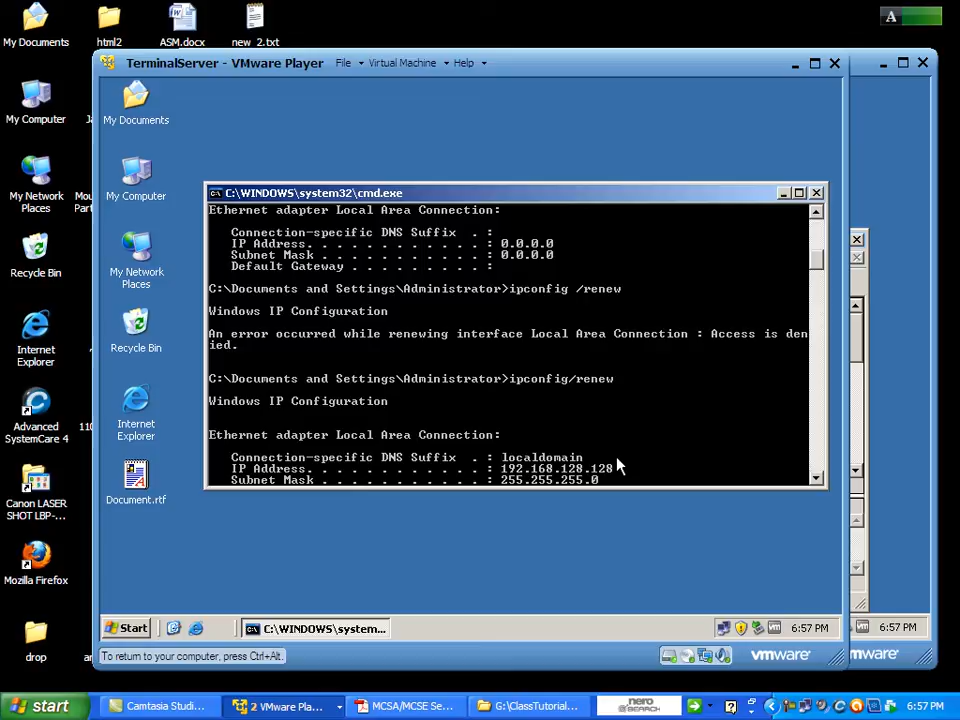 My Documents
html2
ASM.docx
new_2.txt
A
TerminalServer - VMware Player
File
Virtual Machine
Help
My Documents
My Computer
My Computer
My Network
Places
My Network
Places
Recycle Bin
Recycle Bin
Internet
Explorer
Internet
Explorer
Advanced
SystemCare 4
Document.rtf
Canon LASER
SHOT LBP-...
Mozilla Firefox
drop
C:\WINDOWS\system32\cmd.exe
Ethernet adapter Local Area Connection:
Connection-specific DNS Suffix . :
IP Address. . . . . . . . . . . . : 0.0.0.0
Subnet Mask . . . . . . . . . . . : 0.0.0.0
Default Gateway . . . . . . . . . :
C:\Documents and Settings\Administrator>ipconfig /renew
Windows IP Configuration
An error occurred while renewing interface Local Area Connection : Access is den
ied.
C:\Documents and Settings\Administrator>ipconfig/renew
Windows IP Configuration
Ethernet adapter Local Area Connection:
Connection-specific DNS Suffix . : localdomain
IP Address. . . . . . . . . . . . : 192.168.128.128
Subnet Mask . . . . . . . . . . . : 255.255.255.0
Start
C:\WINDOWS\system...
6:57 PM
6:57 PM
To return to your computer, press Ctrl+Alt.
vmware
start
Camtasia Studi...
2 VMware Pla...
MCSA/MCSE Se...
G:\ClassTutorial...
nero
SEARCH
6:57 PM